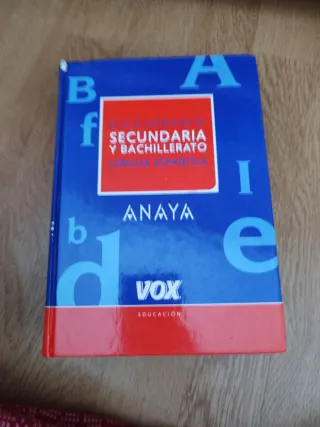 B
A
f
DICCIONARIO
SECUNDARIA
Y BACHILLERATO
LENGUA ESPAÑOLA
i
ANAYA
b
d
e
VOX
EDUCACIÓN